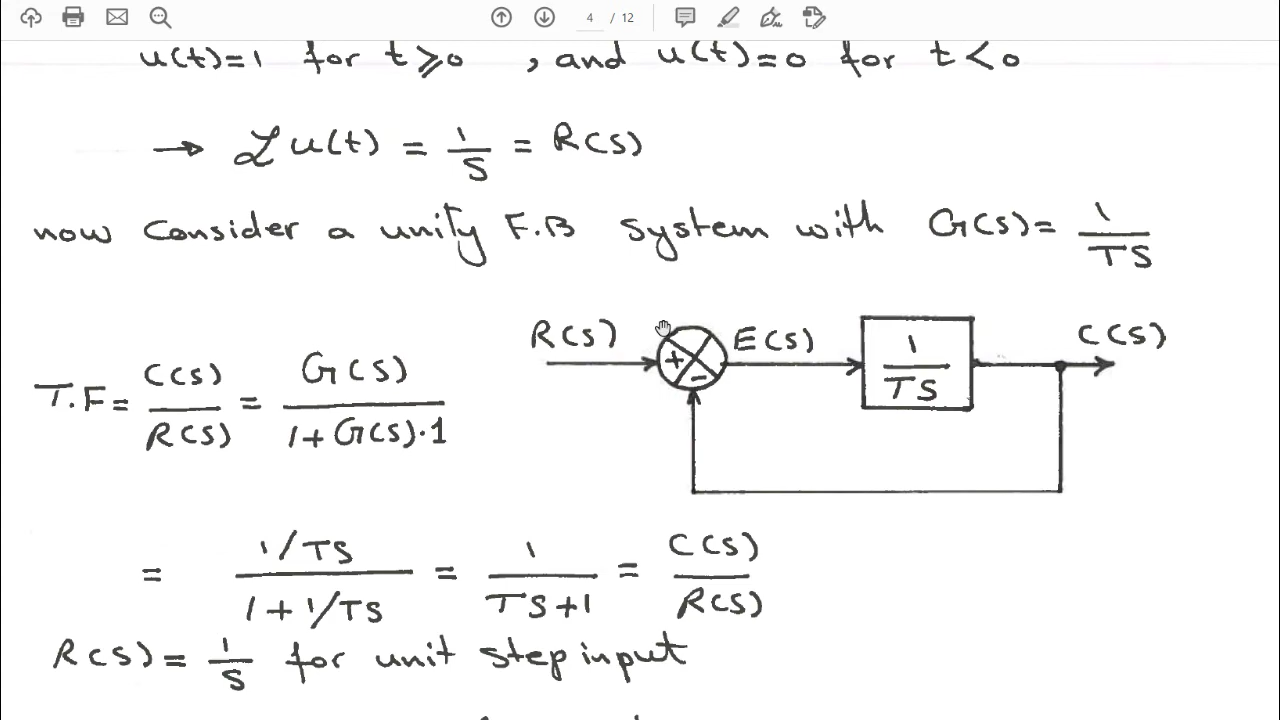 4 / 12
u(t)=1 for t⩾0 , and u(t)=0 for t<0
→ ℒ u(t) = 1/S = R(S)
now Consider a unity F.B system with G(S)= 1/TS
R(S) + − E(S) 1/TS C(S)
T.F= C(S)/R(S) = G(S)/(1+G(S)·1)
= (1/TS)/(1+1/TS) = 1/(TS+1) = C(S)/R(S)
R(S)= 1/S for unit step input